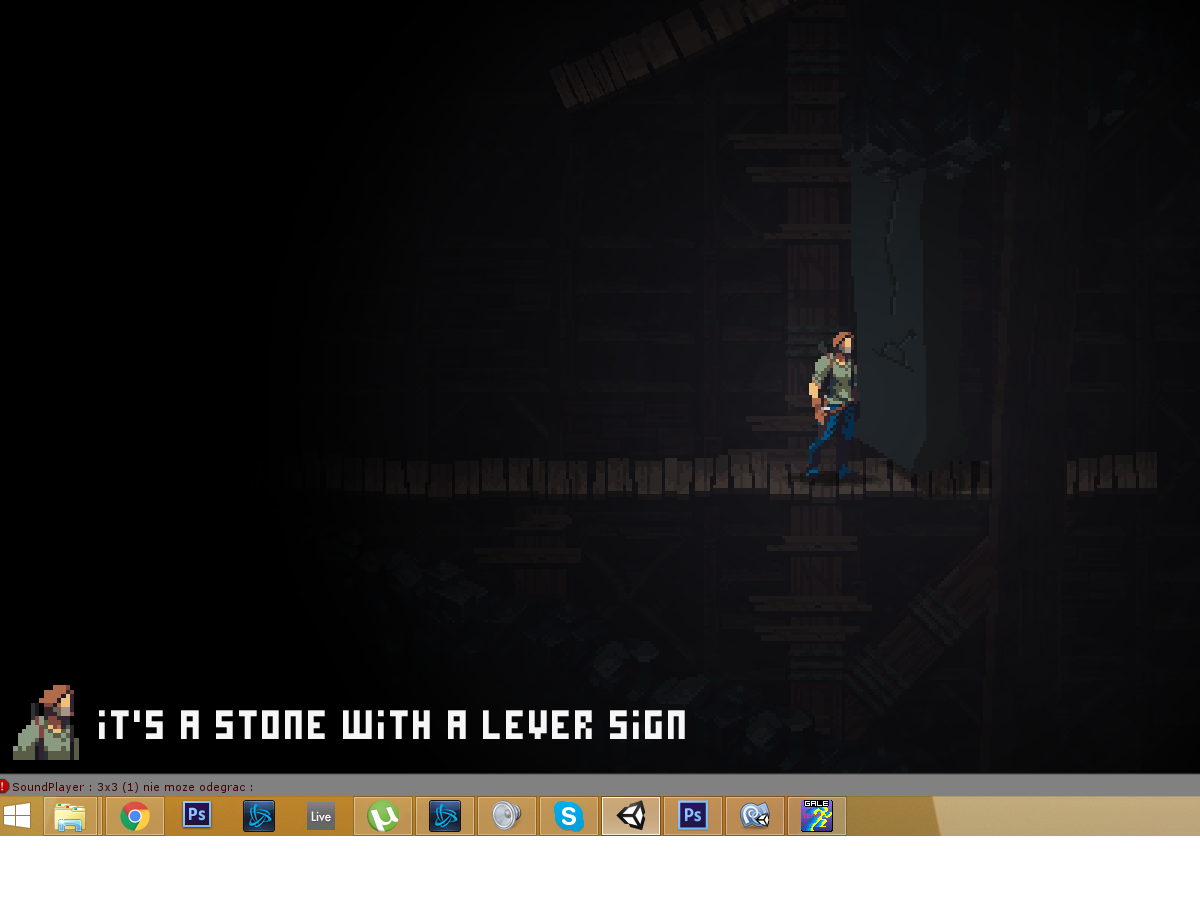 iT'S A STONE WiTH A LEVER SiGN
SoundPlayer : 3x3 (1) nie moze odegrac :
Ps
Live
S
Ps
GALE